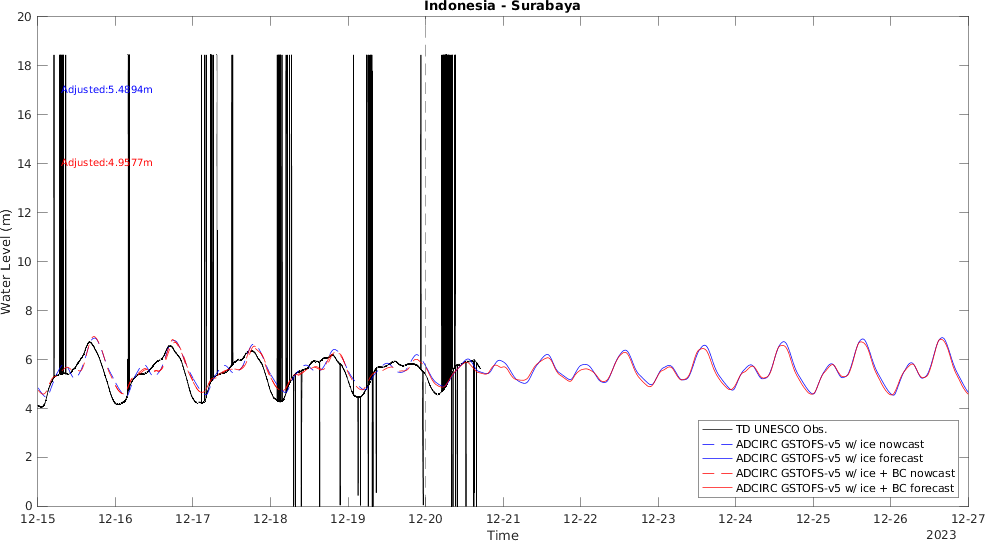 Indonesia - Surabaya
20
18
16
14
12
10
8
6
4
2
0
Water Level (m)
Adjusted:5.4894m
Adjusted:4.9577m
TD UNESCO Obs.
ADCIRC GSTOFS-v5 w/ ice nowcast
ADCIRC GSTOFS-v5 w/ ice forecast
ADCIRC GSTOFS-v5 w/ ice + BC nowcast
ADCIRC GSTOFS-v5 w/ ice + BC forecast
12-15 12-16 12-17 12-18 12-19 12-20 12-21 12-22 12-23 12-24 12-25 12-26 12-27
Time
2023